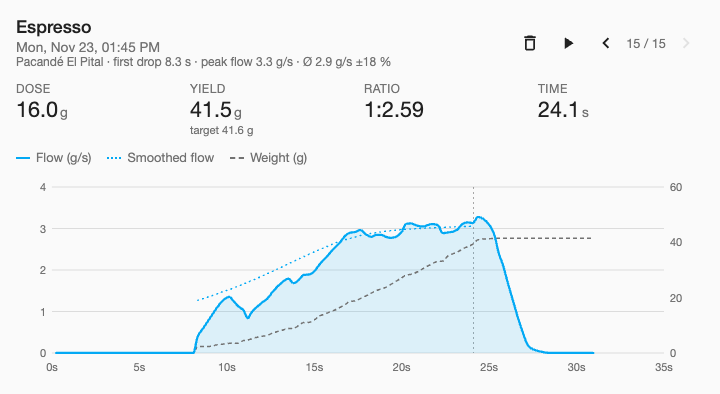 Espresso
Mon, Nov 23, 01:45 PM
Pacandé El Pital · first drop 8.3 s · peak flow 3.3 g/s · Ø 2.9 g/s ±18 %
15 / 15
DOSE
16.0g
YIELD
41.5g
target 41.6 g
RATIO
1:2.59
TIME
24.1s
Flow (g/s)
Smoothed flow
Weight (g)
4
3
2
1
0
60
40
20
0
0s
5s
10s
15s
20s
25s
30s
35s